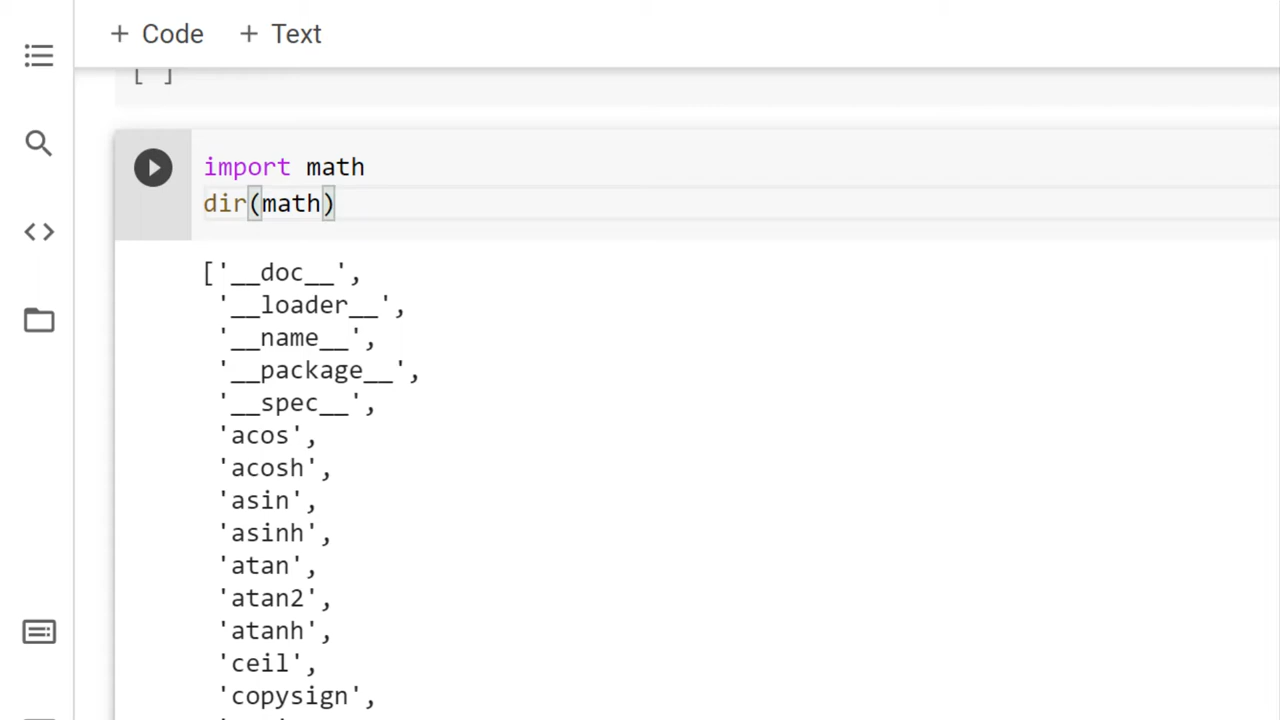 + Code + Text
[ ]
import math
dir(math)
['__doc__',
'__loader__',
'__name__',
'__package__',
'__spec__',
'acos',
'acosh',
'asin',
'asinh',
'atan',
'atan2',
'atanh',
'ceil',
'copysign',